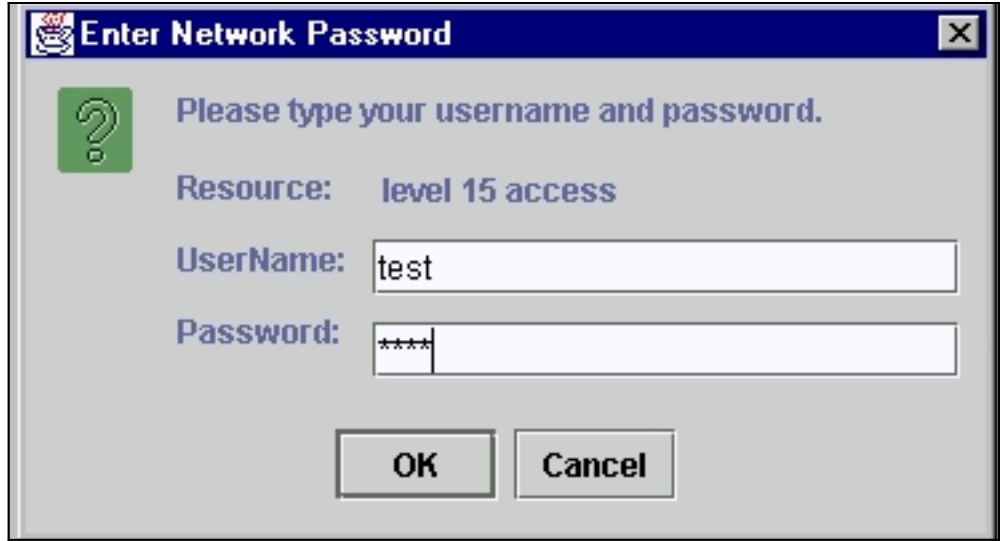 Enter Network Password
Please type your username and password.
Resource: level 15 access
UserName: test
Password: ****
OK Cancel